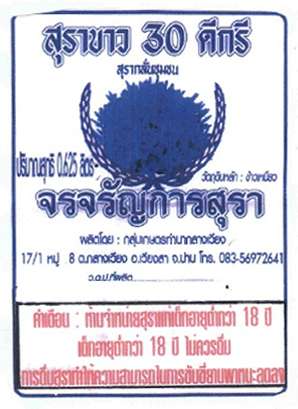 สุราขาว 30 ดีกรี
สุรากลั่นชุมชน
ปริมาณสุทธิ 0.625 ลิตร
วัตถุดิบหลัก : ข้าวเหนียว
จรจรัญการสุรา
ผลิตโดย : กลุ่มเกษตรทำนากลางเวียง
17/1 หมู่ 8 ต.กลางเวียง อ.เวียงสา จ.น่าน โทร. 083-56972641
ว.ด.ป.ที่ผลิต
คำเตือน : ห้ามจำหน่ายสุราแก่เด็กอายุต่ำกว่า 18 ปี
เด็กอายุต่ำกว่า 18 ปี ไม่ควรดื่ม
การดื่มสุราทำให้ความสามารถในการขับขี่ยานพาหนะลดลง